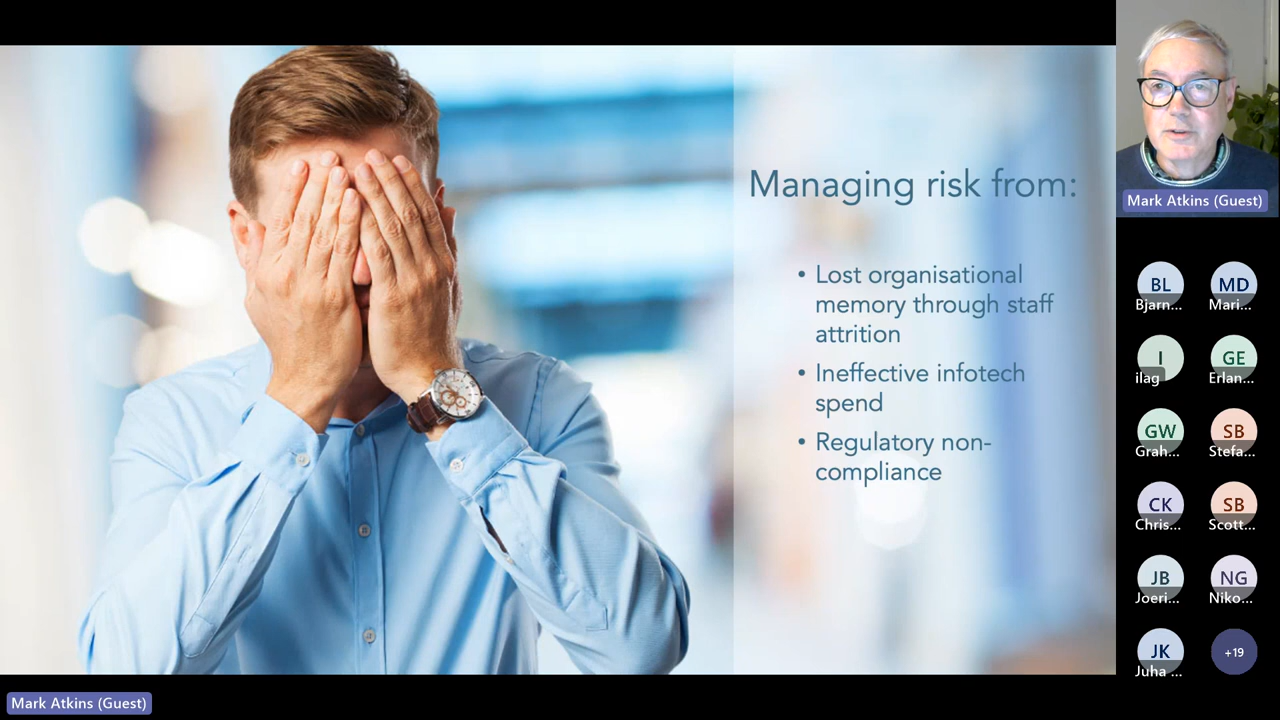 Managing risk from:
• Lost organisational
memory through staff
attrition
• Ineffective infotech
spend
• Regulatory non-
compliance
Mark Atkins (Guest)
BL
Bjarn...
MD
Mari...
I
ilag
GE
Erlan...
GW
Grah...
SB
Stefa...
CK
Chris...
SB
Scott...
JB
Joeri...
NG
Niko...
JK
Juha ...
+19
Mark Atkins (Guest)